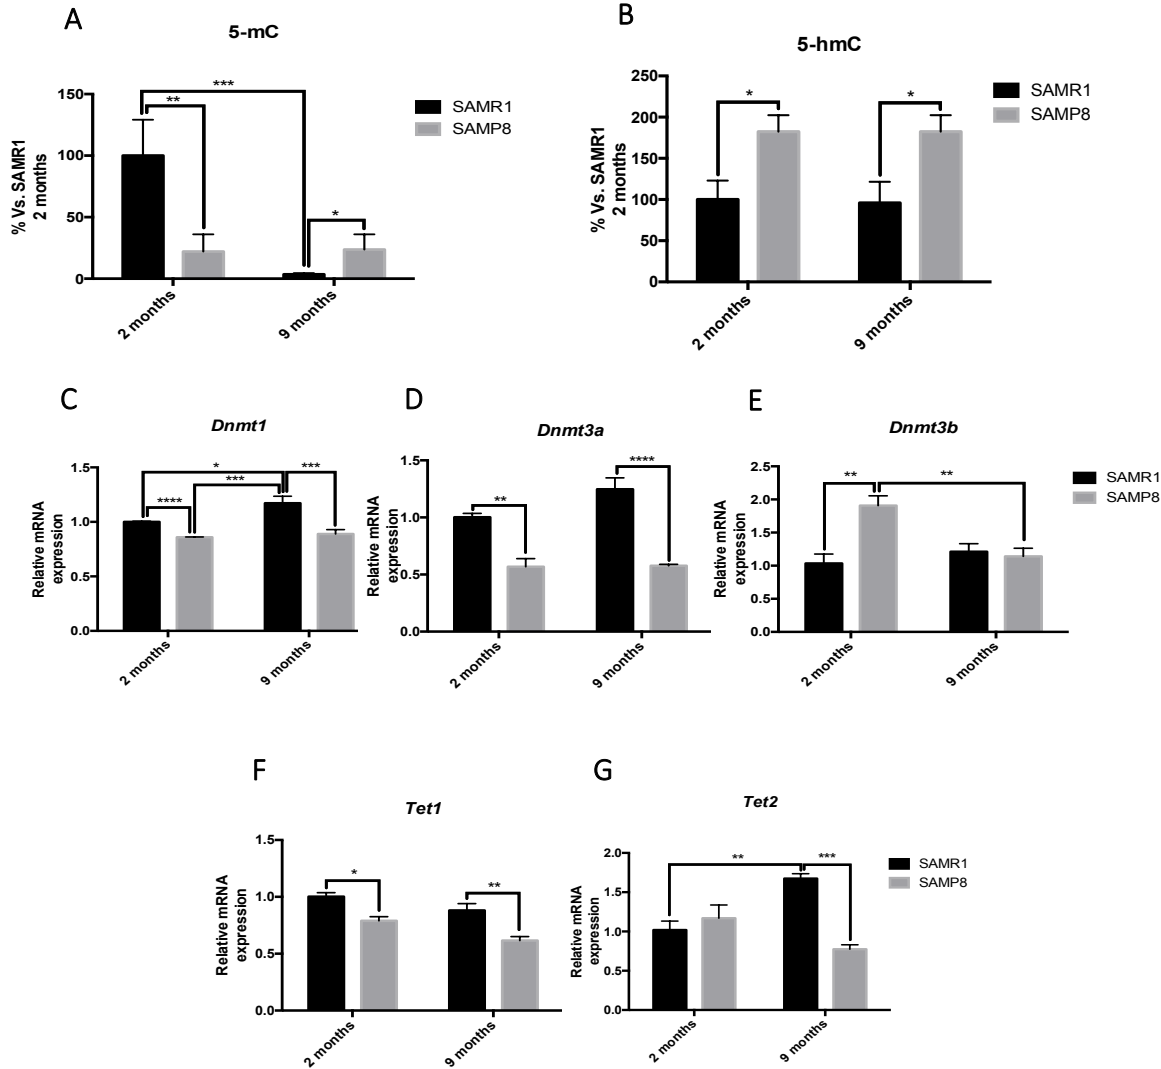 A
5-mC
***
**
*
150
100
50
0
% Vs. SAMR1
2 months
2 months
9 months
SAMR1
SAMP8
B
5-hmC
*
*
250
200
150
100
50
0
% Vs. SAMR1
2 months
2 months
9 months
SAMR1
SAMP8
C
Dnmt1
*
***
***
****
1.5
1.0
0.5
0.0
Relative mRNA
expression
2 months
9 months
D
Dnmt3a
****
**
1.5
1.0
0.5
0.0
Relative mRNA
expression
2 months
9 months
E
Dnmt3b
**
**
2.5
2.0
1.5
1.0
0.5
0.0
Relative mRNA
expression
2 months
9 months
SAMR1
SAMP8
F
Tet1
*
**
1.5
1.0
0.5
0.0
Relative mRNA
expression
2 months
9 months
G
Tet2
**
***
2.0
1.5
1.0
0.5
0.0
Relative mRNA
expression
2 months
9 months
SAMR1
SAMP8